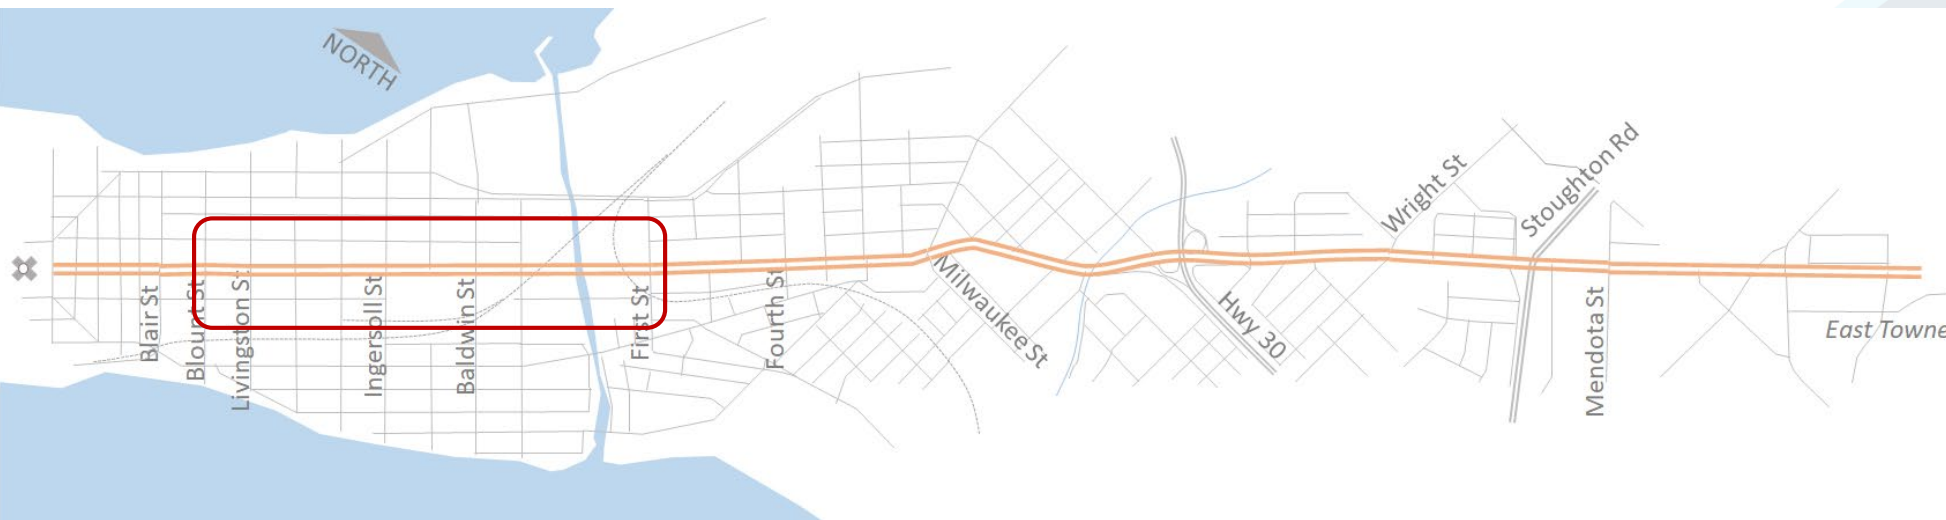 NORTH
Blair St
Blount St
Livingston St
Ingersoll St
Baldwin St
First St
Fourth St
Milwaukee St
Hwy 30
Wright St
Stoughton Rd
Mendota St
East Towne